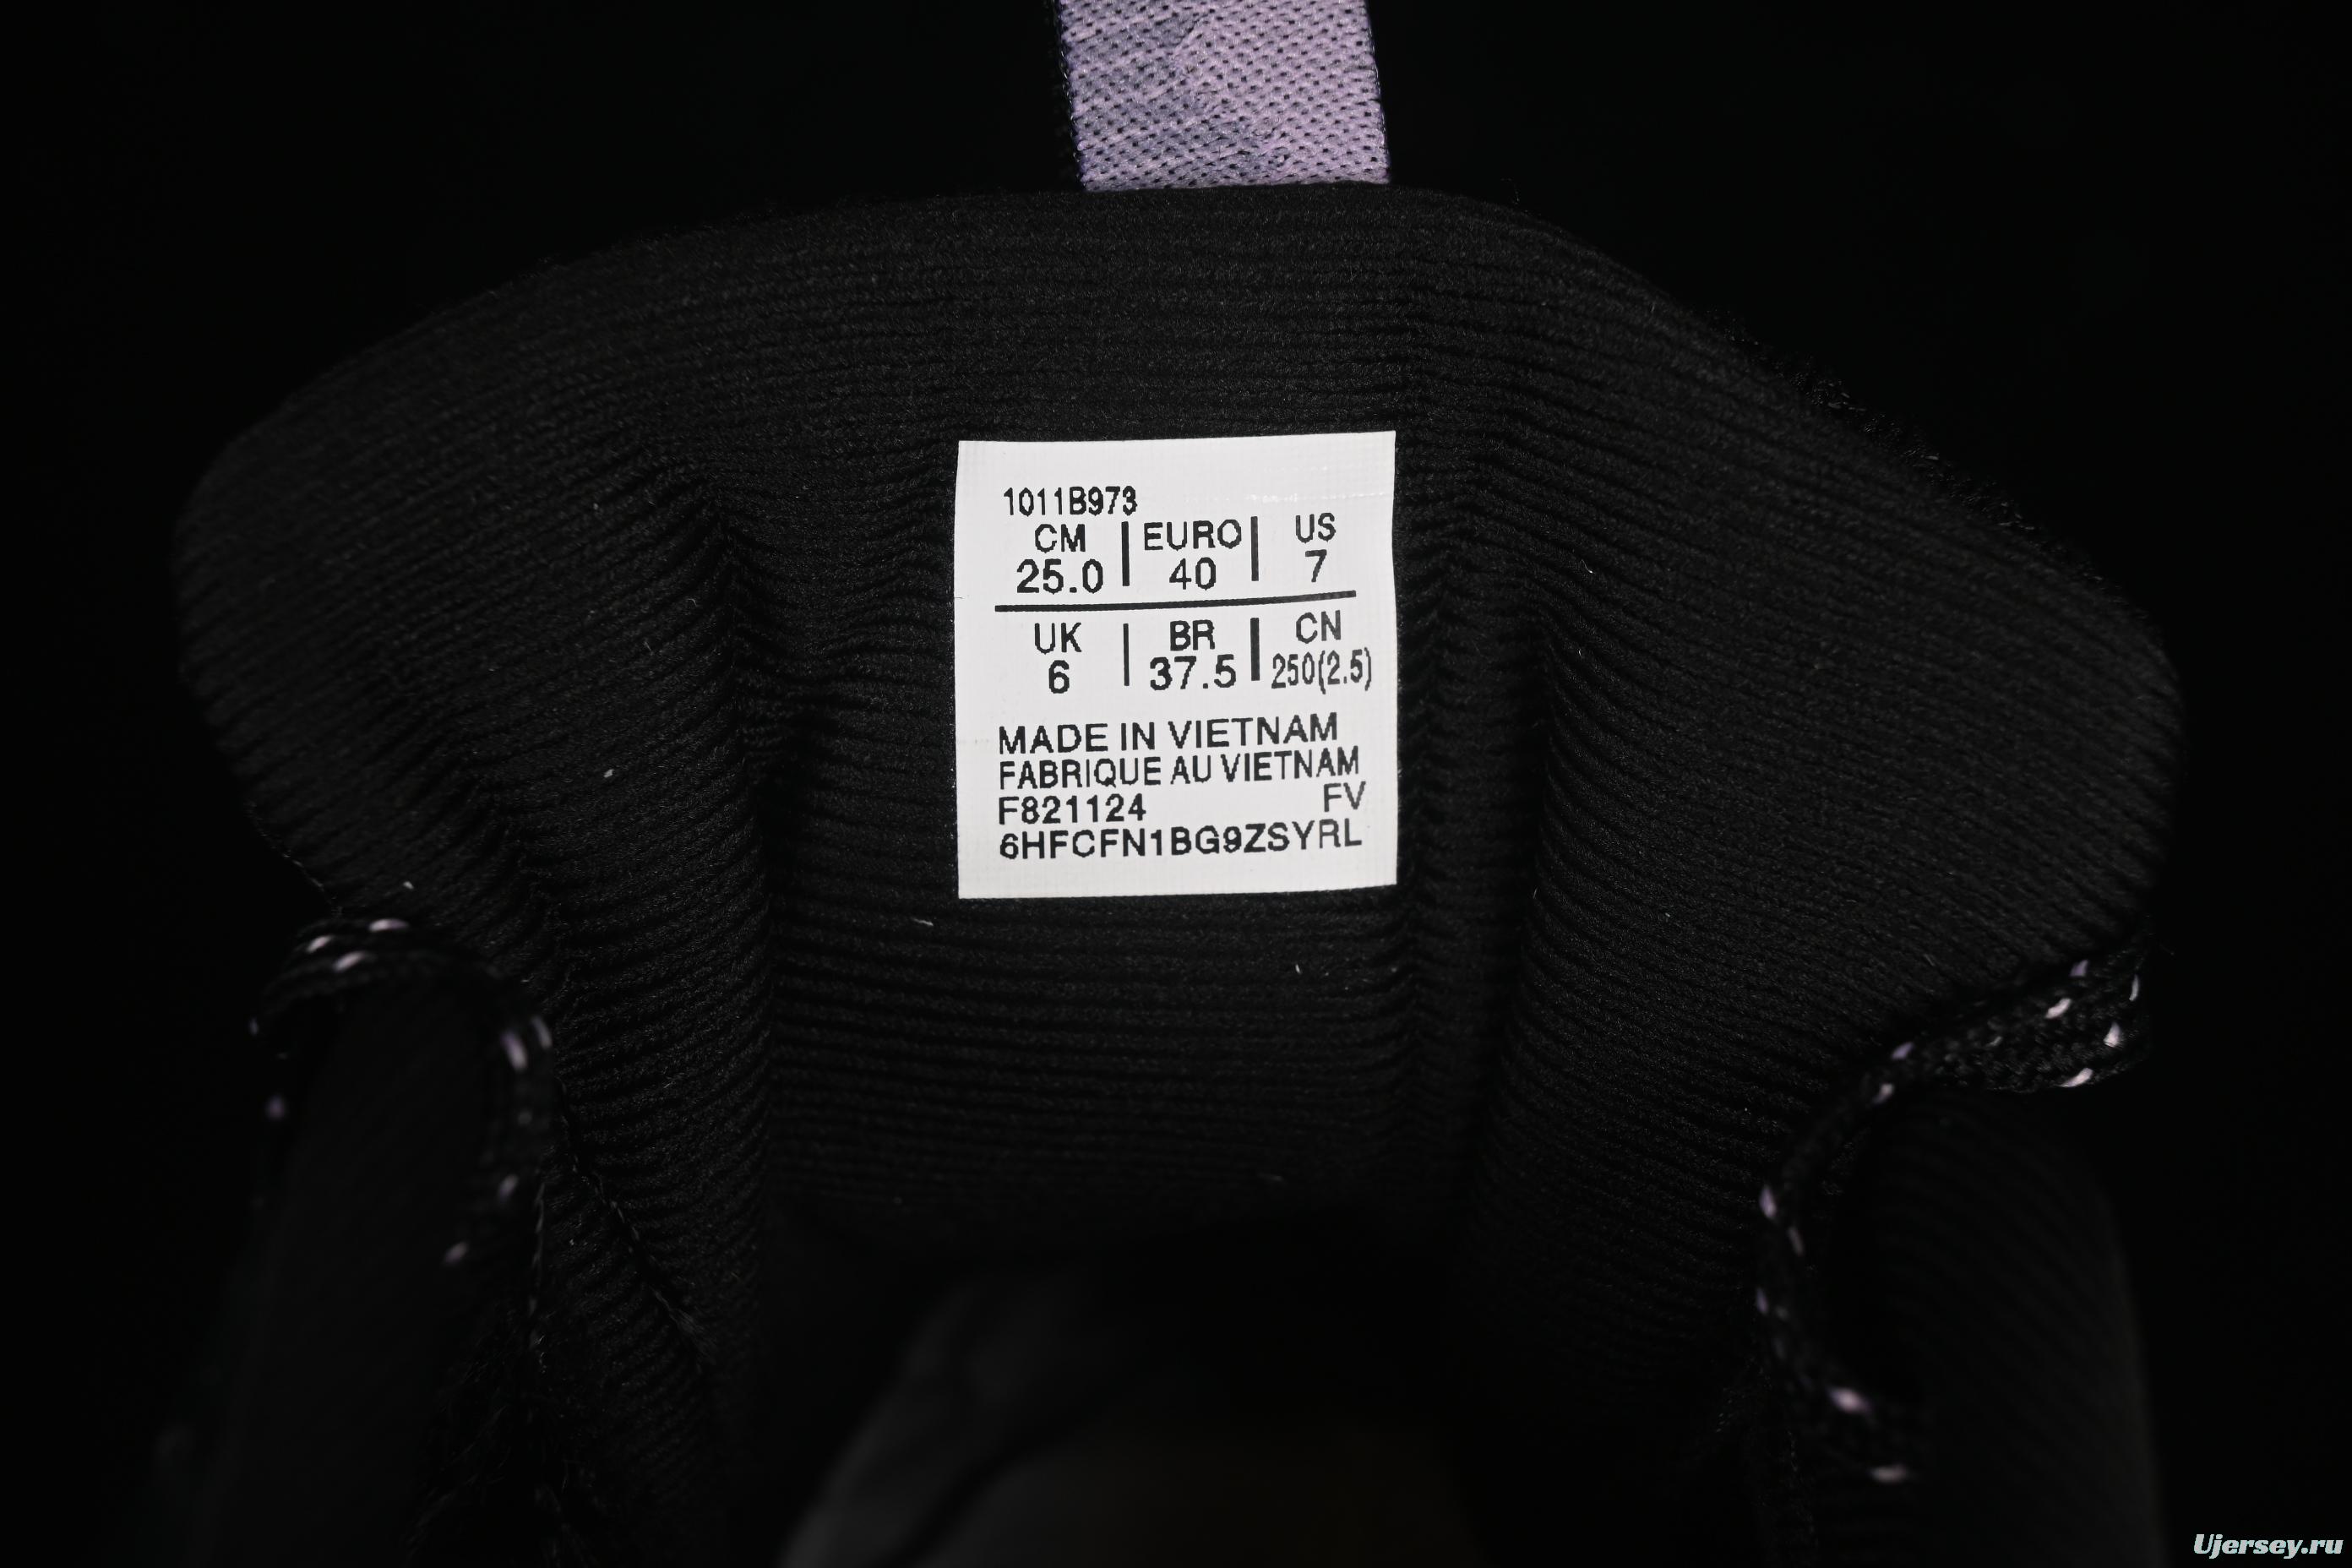 1011B973
CM | EURO | US
25.0 | 40 | 7
UK | BR | CN
6 | 37.5 | 250(2.5)
MADE IN VIETNAM
FABRIQUE AU VIETNAM
F821124 FV
6HFCFN1BG9ZSYRL
Ujersey.ru